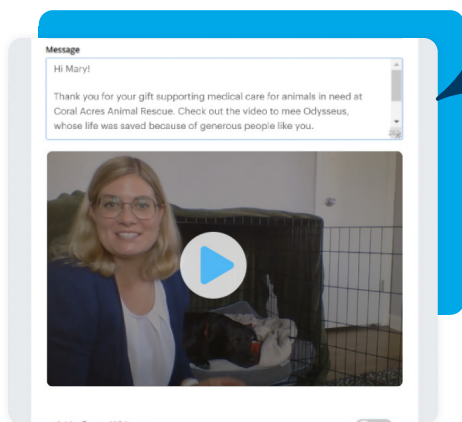 Message
Hi Mary!
Thank you for your gift supporting medical care for animals in need at
Coral Acres Animal Rescue. Check out the video to mee Odysseus,
whose life was saved because of generous people like you.